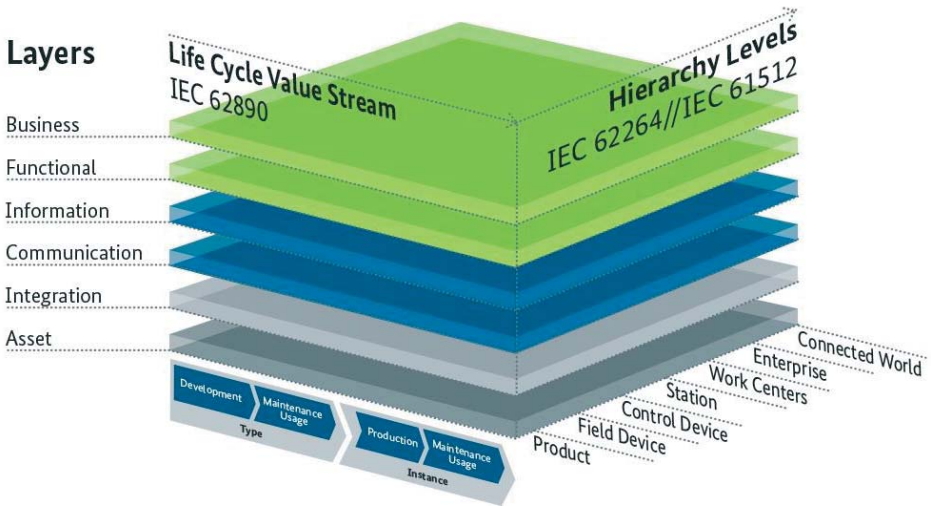 Layers
Life Cycle Value Stream
IEC 62890
Hierarchy Levels
IEC 62264//IEC 61512
Business
Functional
Information
Communication
Integration
Asset
Development
Maintenance
Usage
Type
Production
Maintenance
Usage
Instance
Connected World
Enterprise
Work Centers
Station
Control Device
Field Device
Product